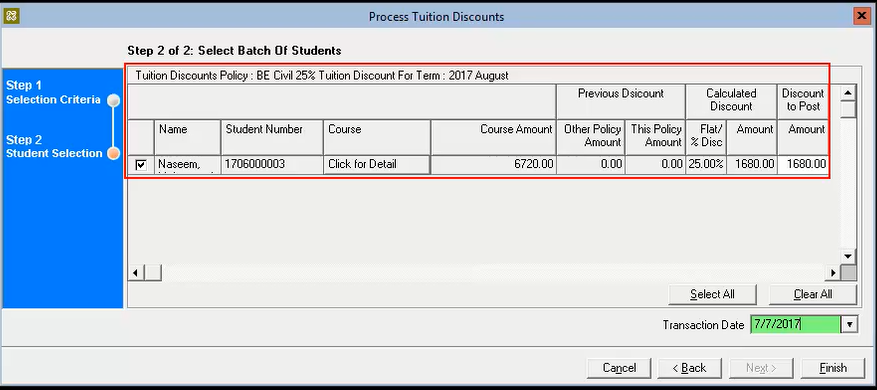 Process Tuition Discounts
Step 2 of 2: Select Batch Of Students
Step 1
Selection Criteria
Step 2
Student Selection
Tuition Discounts Policy : BE Civil 25% Tuition Discount For Term : 2017 August
Previous Dsicount
Calculated Discount
Discount to Post
Name
Student Number
Course
Course Amount
Other Policy Amount
This Policy Amount
Flat/ % Disc
Amount
Amount
Naseem,
1706000003
Click for Detail
6720.00
0.00
0.00
25.00%
1680.00
1680.00
Select All
Clear All
Transaction Date
7/7/2017
Cancel
< Back
Next >
Finish